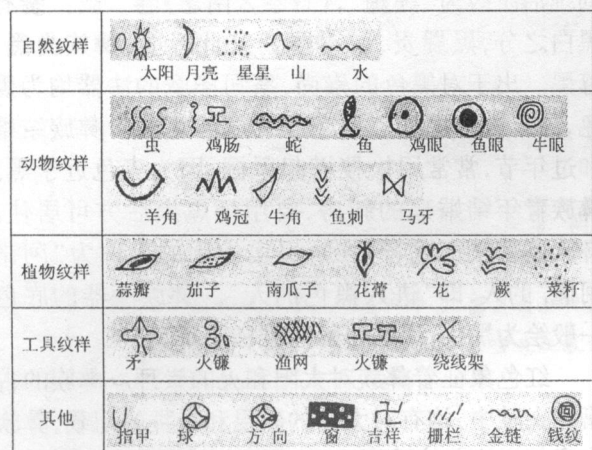 自然纹样
太阳 月亮 星星 山 水
动物纹样
虫 鸡肠 蛇 鱼 鸡眼 鱼眼 牛眼
羊角 鸡冠 牛角 鱼刺 马牙
植物纹样
蒜瓣 茄子 南瓜子 花蕾 花 蕨 菜籽
工具纹样
矛 火镰 渔网 火镰 绕线架
其他
指甲 球 方向 窗 吉祥 栅栏 金链 钱纹